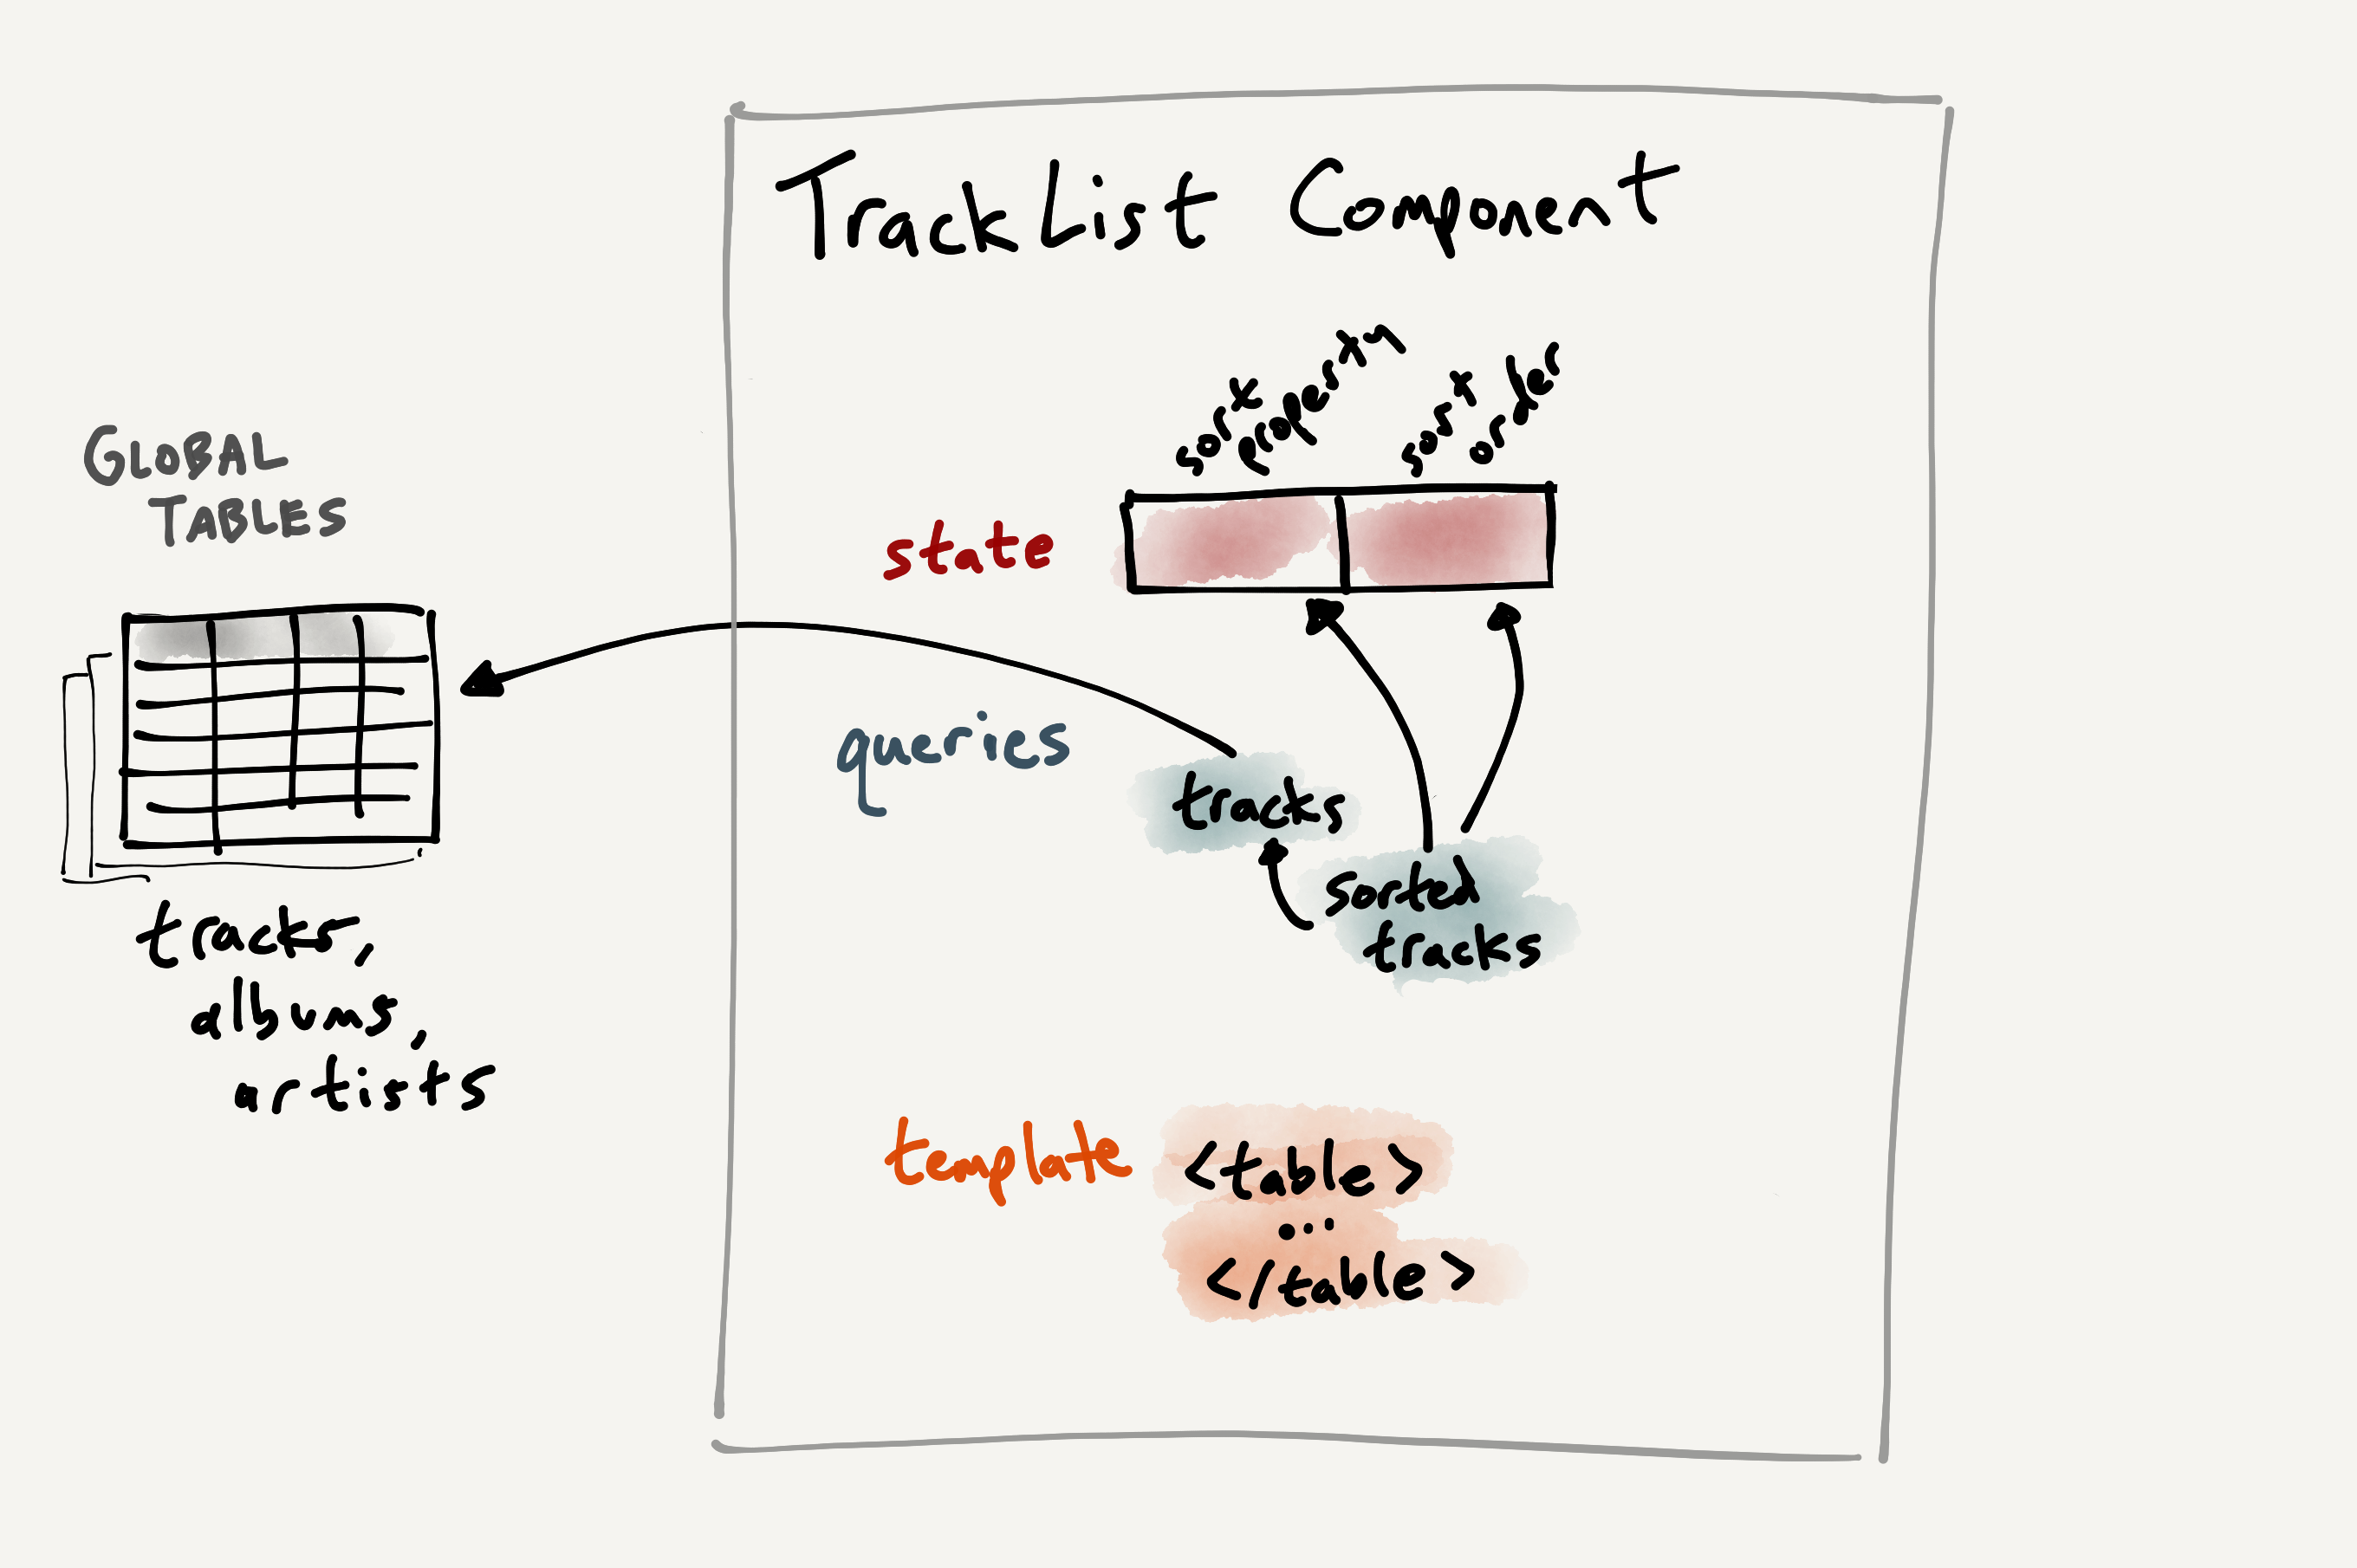 TrackList Component
sort
property
sort
order
GLOBAL
TABLES
state
queries
tracks
sorted
tracks
tracks,
albums,
artists
template
<table>
...
</table>